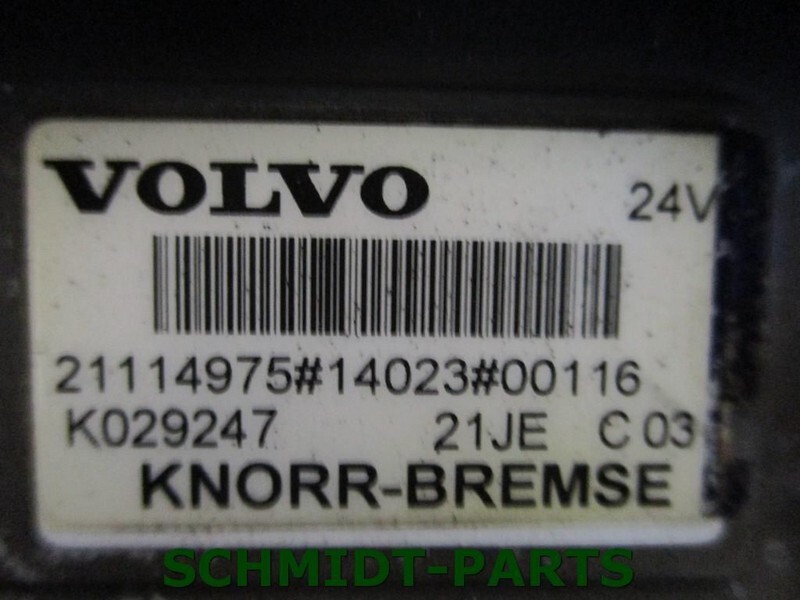 VOLVO 24V
21114975#14023#00116
K029247 21JE C 03
KNORR-BREMSE
SCHMIDT-PARTS